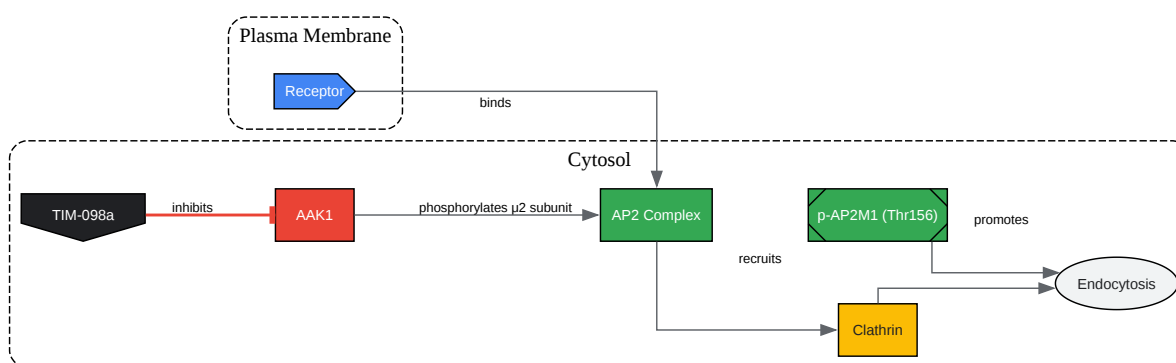 Plasma Membrane
Receptor
binds
Cytosol
TIM-098a
inhibits
AAK1
phosphorylates μ2 subunit
AP2 Complex
p-AP2M1 (Thr156)
promotes
recruits
Endocytosis
Clathrin